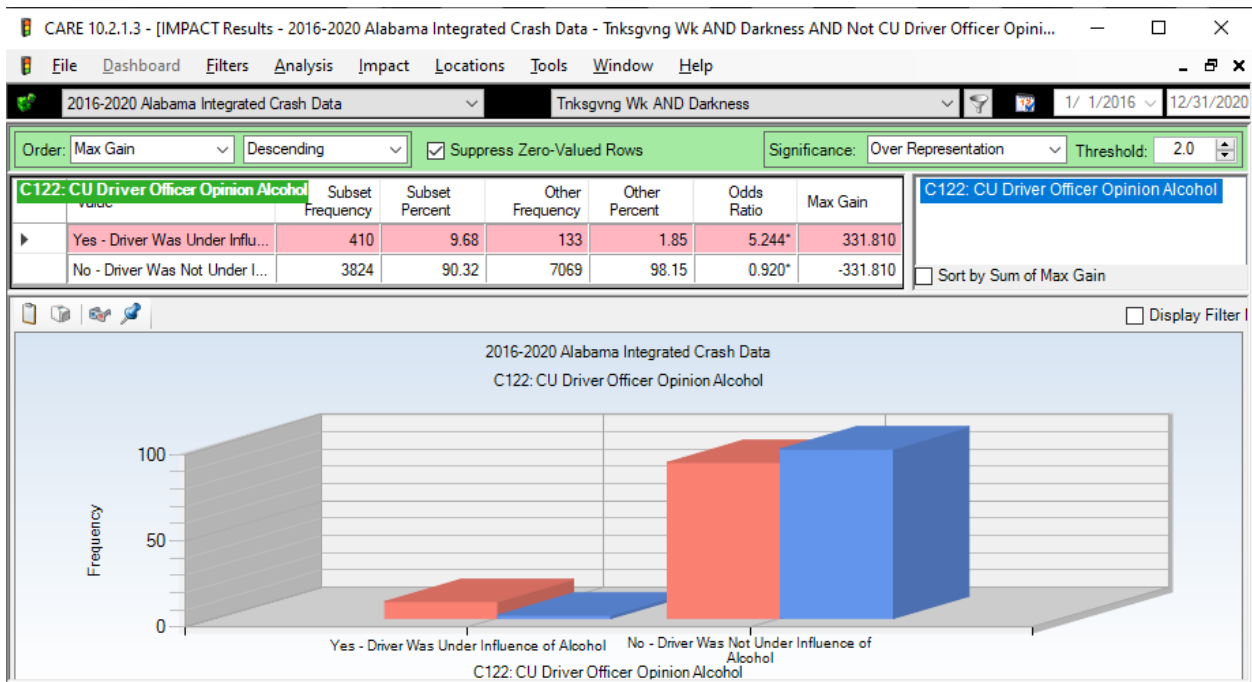 CARE 10.2.1.3 - [IMPACT Results - 2016-2020 Alabama Integrated Crash Data - Tnksgvng Wk AND Darkness AND Not CU Driver Officer Opini...
File Dashboard Filters Analysis Impact Locations Tools Window Help
2016-2020 Alabama Integrated Crash Data Tnksgvng Wk AND Darkness 1/ 1/2016 12/31/2020
Order: Max Gain Descending Suppress Zero-Valued Rows Significance: Over Representation Threshold: 2.0
C122: CU Driver Officer Opinion Alcohol Subset Frequency Subset Percent Other Frequency Other Percent Odds Ratio Max Gain
Yes - Driver Was Under Influ... 410 9.68 133 1.85 5.244* 331.810
No - Driver Was Not Under I... 3824 90.32 7069 98.15 0.920* -331.810
C122: CU Driver Officer Opinion Alcohol
Sort by Sum of Max Gain
Display Filter
2016-2020 Alabama Integrated Crash Data
C122: CU Driver Officer Opinion Alcohol
100
50
0
Frequency
Yes - Driver Was Under Influence of Alcohol
No - Driver Was Not Under Influence of
Alcohol
C122: CU Driver Officer Opinion Alcohol